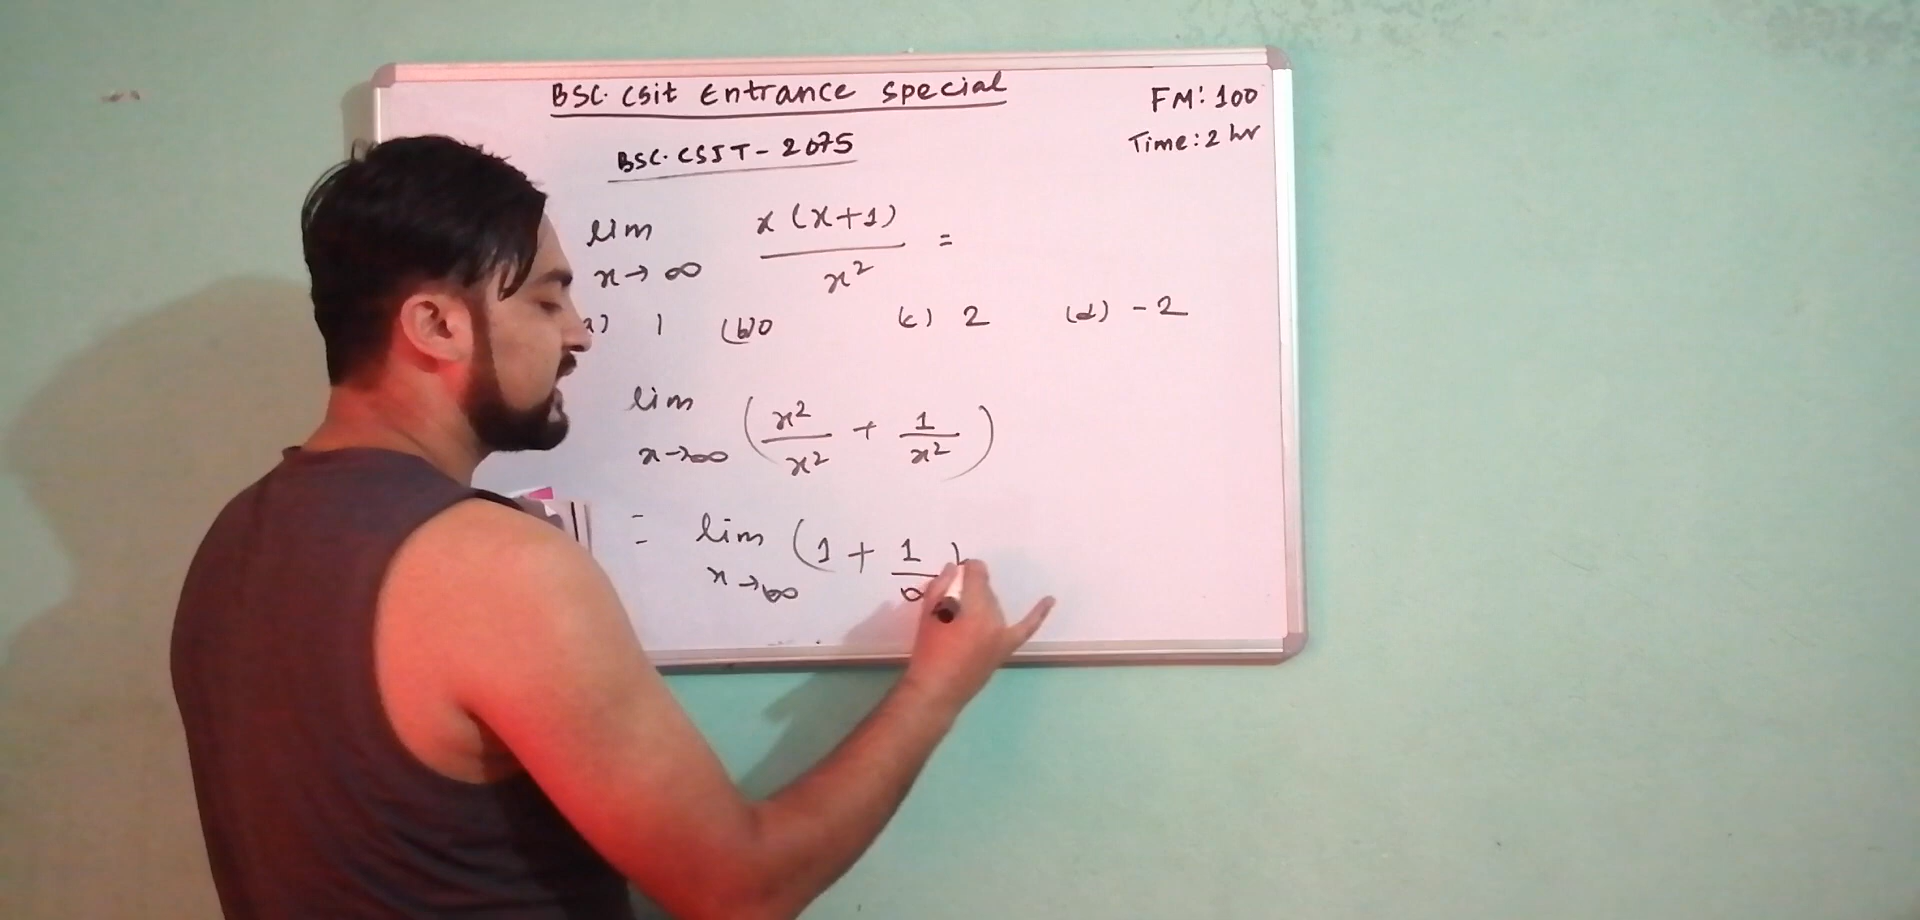 BSC. CSit Entrance Special
FM: 100
Time: 2 hr
BSC. CSIT - 2075
lim x→∞ x(x+1) / x² =
a) 1 (b) 0 (c) 2 (d) -2
lim x→∞ (x²/x² + 1/x²)
= lim x→∞ (1 + 1/